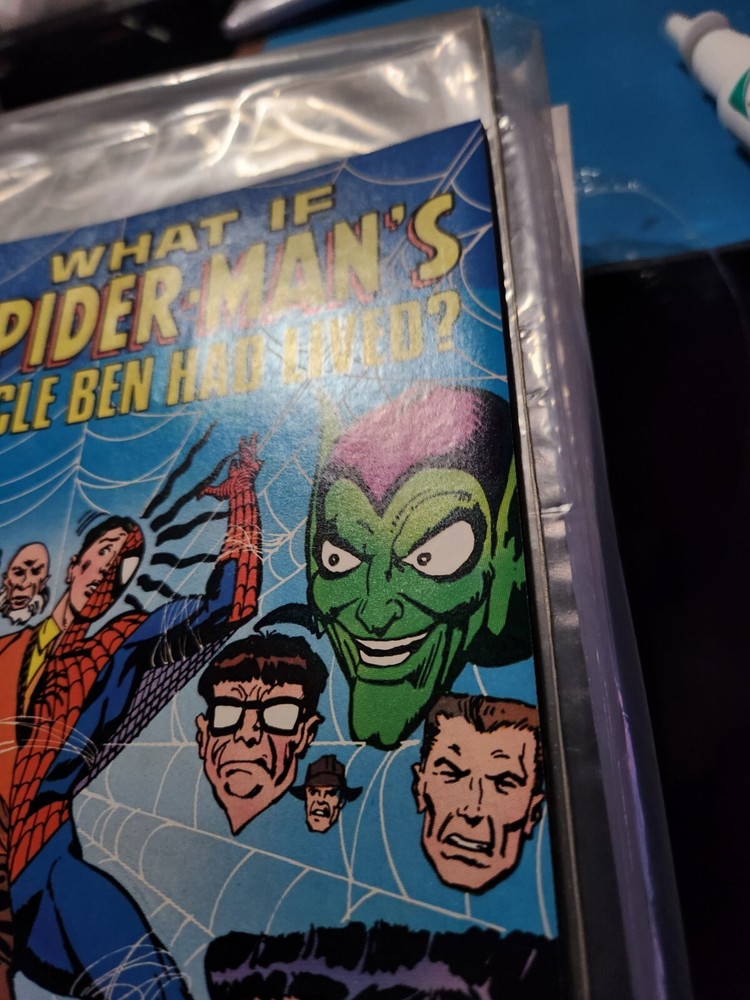 WHAT IF
PIDER-MAN'S
CLE BEN HAD LIVED?